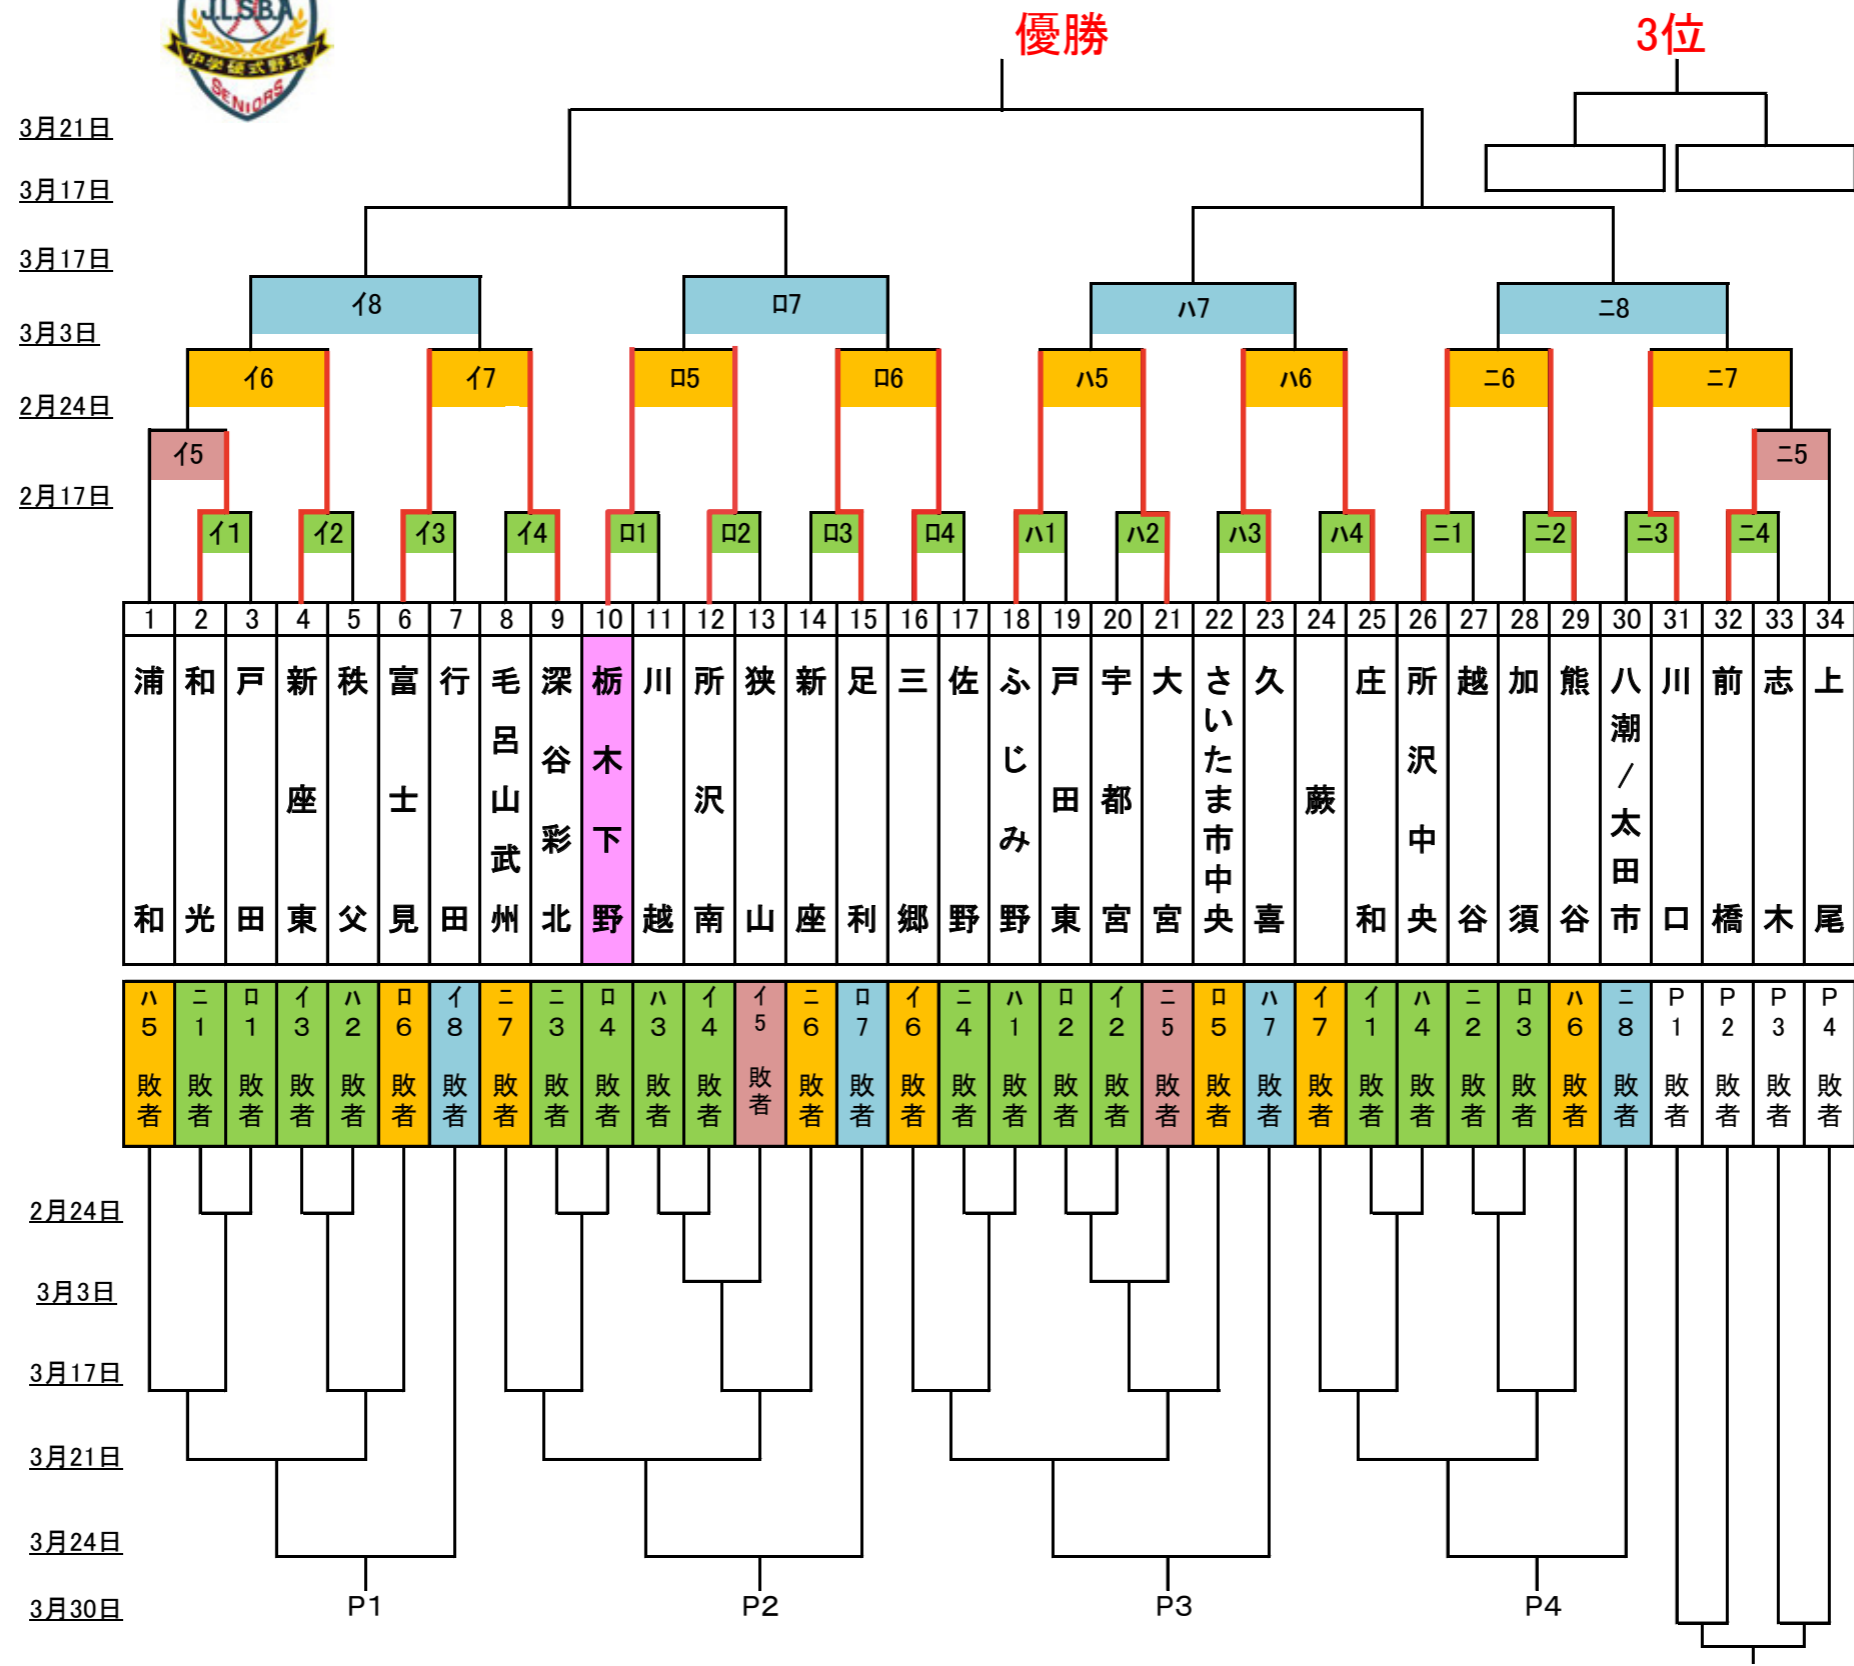 J.L.S.B.A
中学硬式野球
SENIORS
優勝
3位
3月21日
3月17日
3月17日
ｲ8
ﾛ7
ﾊ7
ﾆ8
3月3日
ｲ6
ｲ7
ﾛ5
ﾛ6
ﾊ5
ﾊ6
ﾆ6
ﾆ7
2月24日
ｲ5
ﾆ5
2月17日
ｲ1
ｲ2
ｲ3
ｲ4
ﾛ1
ﾛ2
ﾛ3
ﾛ4
ﾊ1
ﾊ2
ﾊ3
ﾊ4
ﾆ1
ﾆ2
ﾆ3
ﾆ4
1 2 3 4 5 6 7 8 9 10 11 12 13 14 15 16 17 18 19 20 21 22 23 24 25 26 27 28 29 30 31 32 33 34
浦和
和光
戸田
新座東
秩父
富士見
行田
毛呂山武州
深谷彩北
栃木下野
川越
所沢南
狭山
新座
足利
三郷
佐野
ふじみ野
戸田東
宇都宮
大宮
さいたま市中央
久喜
蕨
庄和
所沢中央
越谷
加須
熊谷
八潮/太田市
川口
前橋
志木
上尾
ﾊ5敗者
ﾆ1敗者
ﾛ1敗者
ｲ3敗者
ﾊ2敗者
ﾛ6敗者
ｲ8敗者
ﾆ7敗者
ﾆ3敗者
ﾛ4敗者
ﾊ3敗者
ｲ4敗者
ｲ5敗者
ﾆ6敗者
ﾛ7敗者
ｲ6敗者
ﾆ4敗者
ﾊ1敗者
ﾛ2敗者
ｲ2敗者
ﾆ5敗者
ﾛ5敗者
ﾊ7敗者
ｲ7敗者
ｲ1敗者
ﾊ4敗者
ﾆ2敗者
ﾛ3敗者
ﾊ6敗者
ﾆ8敗者
P1敗者
P2敗者
P3敗者
P4敗者
2月24日
3月3日
3月17日
3月21日
3月24日
3月30日
P1
P2
P3
P4